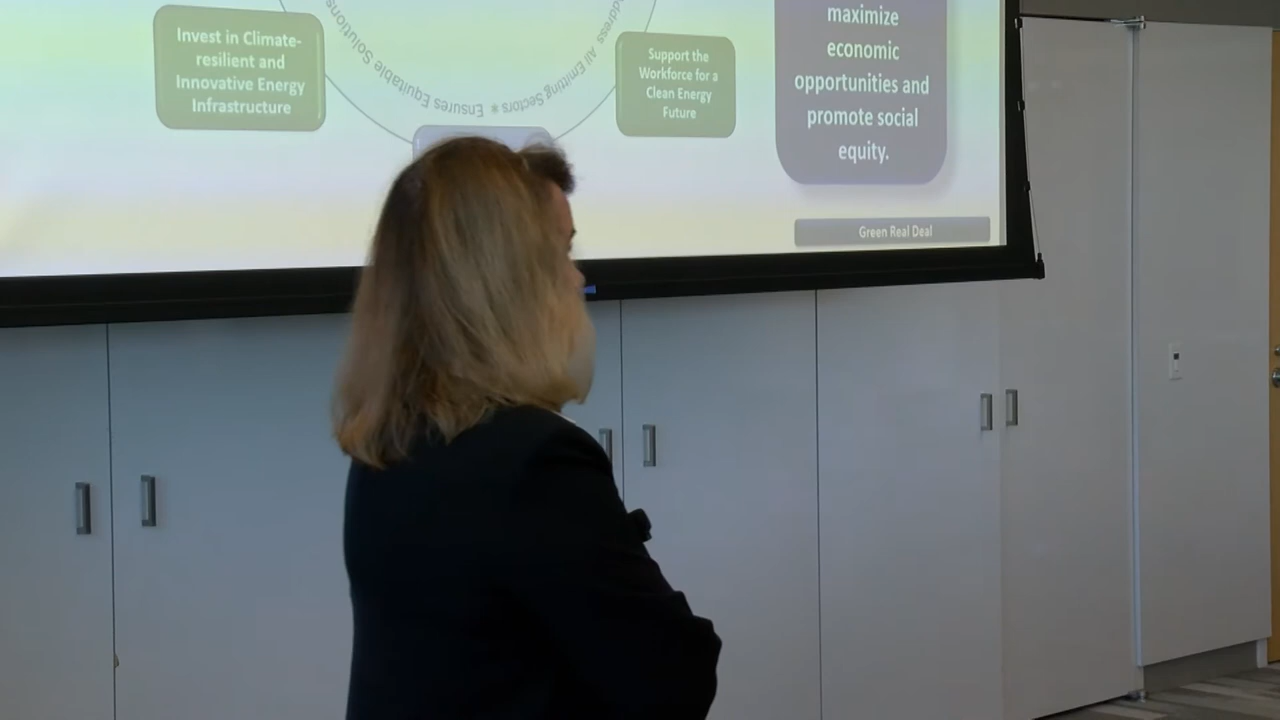 Invest in Climate-
resilient and
Innovative Energy
Infrastructure
Ensures Equitable Solutions
* 
All Emitting Sectors
Support the
Workforce for a
Clean Energy
Future
maximize
economic
opportunities and
promote social
equity.
Green Real Deal